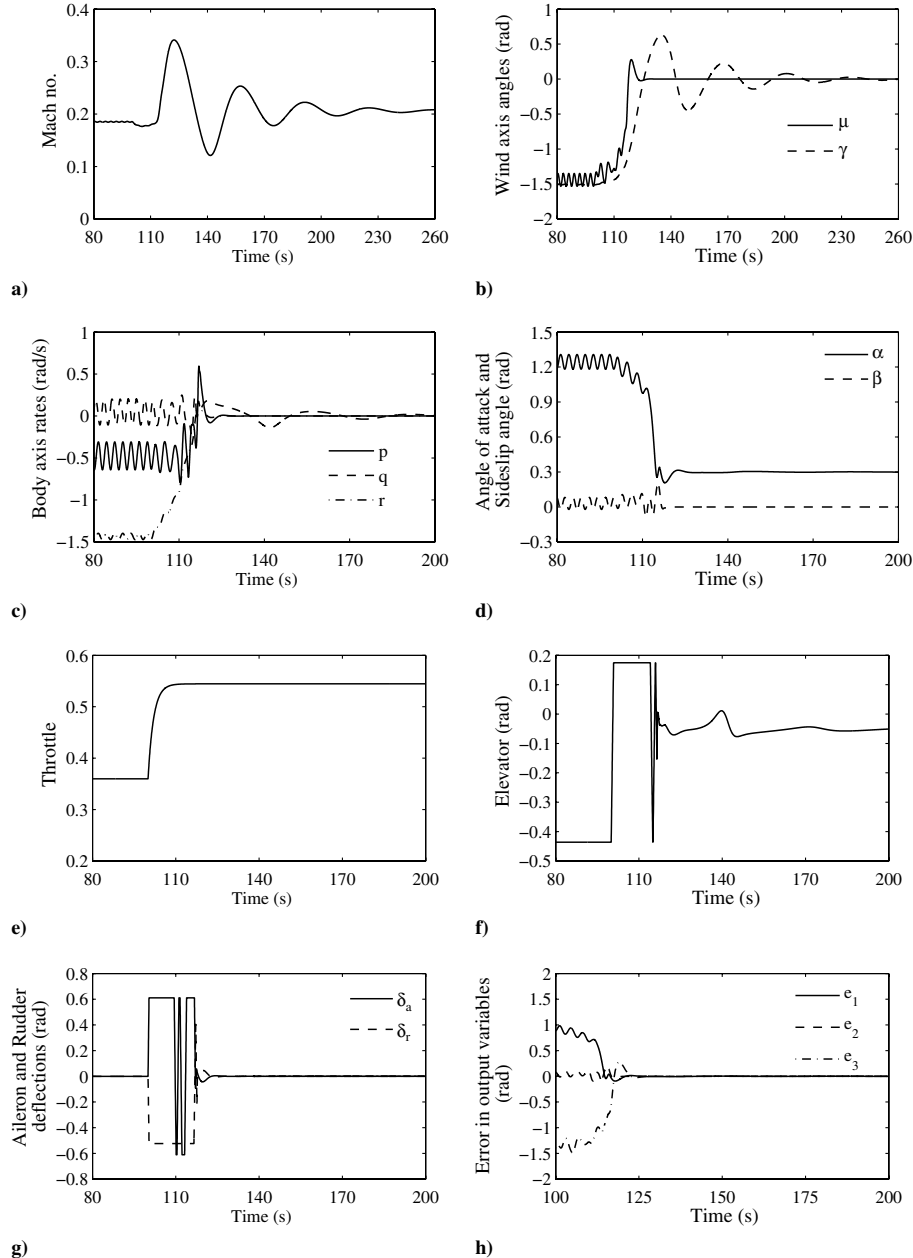 0.4
0.3
0.2
0.1
0
Mach no.
80 110 140 170 200 230 260
Time (s)
a)
1
0.5
0
−0.5
−1
−1.5
−2
Wind axis angles (rad)
μ
γ
80 110 140 170 200 230 260
Time (s)
b)
1
0.5
0
−0.5
−1
−1.5
Body axis rates (rad/s)
p
q
r
80 110 140 170 200
Time (s)
c)
1.5
1.2
0.9
0.6
0.3
0
−0.3
Angle of attack and
Sideslip angle (rad)
α
β
80 110 140 170 200
Time (s)
d)
0.6
0.5
0.4
0.3
0.2
Throttle
80 110 140 170 200
Time (s)
e)
0.2
0.1
0
−0.1
−0.2
−0.3
−0.4
−0.5
Elevator (rad)
80 110 140 170 200
Time (s)
f)
0.8
0.6
0.4
0.2
0
−0.2
−0.4
−0.6
−0.8
Aileron and Rudder
deflections (rad)
δa
δr
80 110 140 170 200
Time (s)
g)
2
1.5
1
0.5
0
−0.5
−1
−1.5
−2
Error in output variables
(rad)
e1
e2
e3
100 125 150 175 200
Time (s)
h)